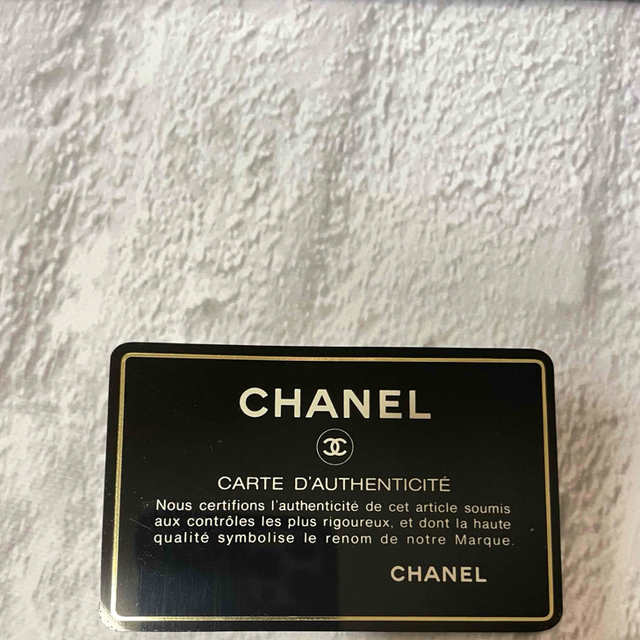 CHANEL
CARTE D'AUTHENTICITÉ
Nous certifions l'authenticité de cet article soumis
aux contrôles les plus rigoureux, et dont la haute
qualité symbolise le renom de notre Marque.
CHANEL